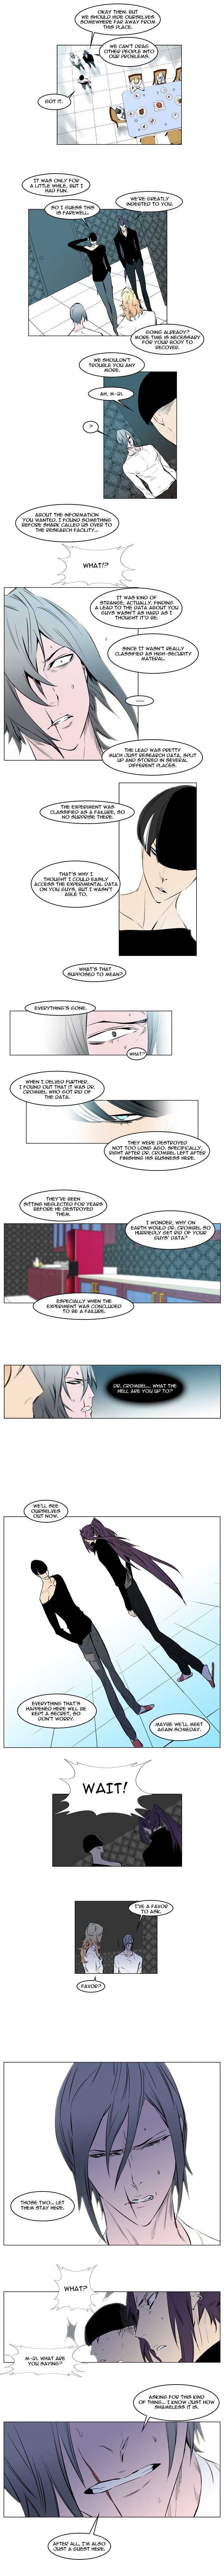 OKAY THEN. BUT
WE SHOULD HIDE OURSELVES
SOMEWHERE FAR AWAY FROM
THIS PLACE.
WE CAN'T DRAG
OTHER PEOPLE INTO
OUR PROBLEMS.
GOT IT.
IT WAS ONLY FOR
A LITTLE WHILE, BUT I
HAD FUN.
SO I GUESS THIS
IS FAREWELL.
WE'RE GREATLY
INDEBTED TO YOU.
GOING ALREADY?
MORE TIME IS NECESSARY
FOR YOUR BODY TO
RECOVER.
WE SHOULDN'T
TROUBLE YOU ANY
MORE.
AH, M-21.
?
ABOUT THE INFORMATION
YOU WANTED, I FOUND SOMETHING
BEFORE SHARK CALLED US OVER TO
THE RESEARCH FACILITY...
WHAT!?
IT WAS KIND OF
STRANGE, ACTUALLY. FINDING
A LEAD TO THE DATA ABOUT YOU
GUYS WASN'T AS HARD AS I
THOUGHT IT'D BE.
SINCE IT WASN'T REALLY
CLASSIFIED AS HIGH-SECURITY
MATERIAL.
......
THE LEAD WAS PRETTY
MUCH JUST RESEARCH DATA, SPLIT
UP AND STORED IN SEVERAL
DIFFERENT PLACES.
THE EXPERIMENT WAS
CLASSIFIED AS A FAILURE, SO
NO SURPRISE THERE.
THAT'S WHY I
THOUGHT I COULD EASILY
ACCESS THE EXPERIMENTAL DATA
ON YOU GUYS, BUT I WASN'T
ABLE TO.
WHAT'S THAT
SUPPOSED TO MEAN?
EVERYTHING'S GONE.
WHAT?
WHEN I DELVED FURTHER,
I FOUND OUT THAT IT WAS DR.
CROMBEL WHO GOT RID OF
THE DATA.
THEY WERE DESTROYED
NOT TOO LONG AGO. SPECIFICALLY,
RIGHT AFTER DR. CROMBEL LEFT AFTER
FINISHING HIS BUSINESS HERE.
THEY'VE BEEN
SITTING NEGLECTED FOR YEARS
BEFORE HE DESTROYED
THEM.
I WONDER, WHY ON
EARTH WOULD DR. CROMBEL SO
HURRIEDLY GET RID OF YOUR
GUYS' DATA?
ESPECIALLY WHEN THE
EXPERIMENT WAS CONCLUDED
TO BE A FAILURE.
DR. CROMBEL... WHAT THE
HELL ARE YOU UP TO?
WE'LL SEE
OURSELVES
OUT NOW.
EVERYTHING THAT'S
HAPPENED HERE WILL BE
KEPT A SECRET, SO
DON'T WORRY.
MAYBE WE'LL MEET
AGAIN SOMEDAY.
WAIT!
I'VE A FAVOR
TO ASK.
FAVOR?
THOSE TWO... LET
THEM STAY HERE.
WHAT?
M-21, WHAT ARE
YOU SAYING?
ASKING FOR THIS KIND
OF THING... I KNOW JUST HOW
SHAMELESS IT IS.
AFTER ALL, I'M ALSO
JUST A GUEST HERE.